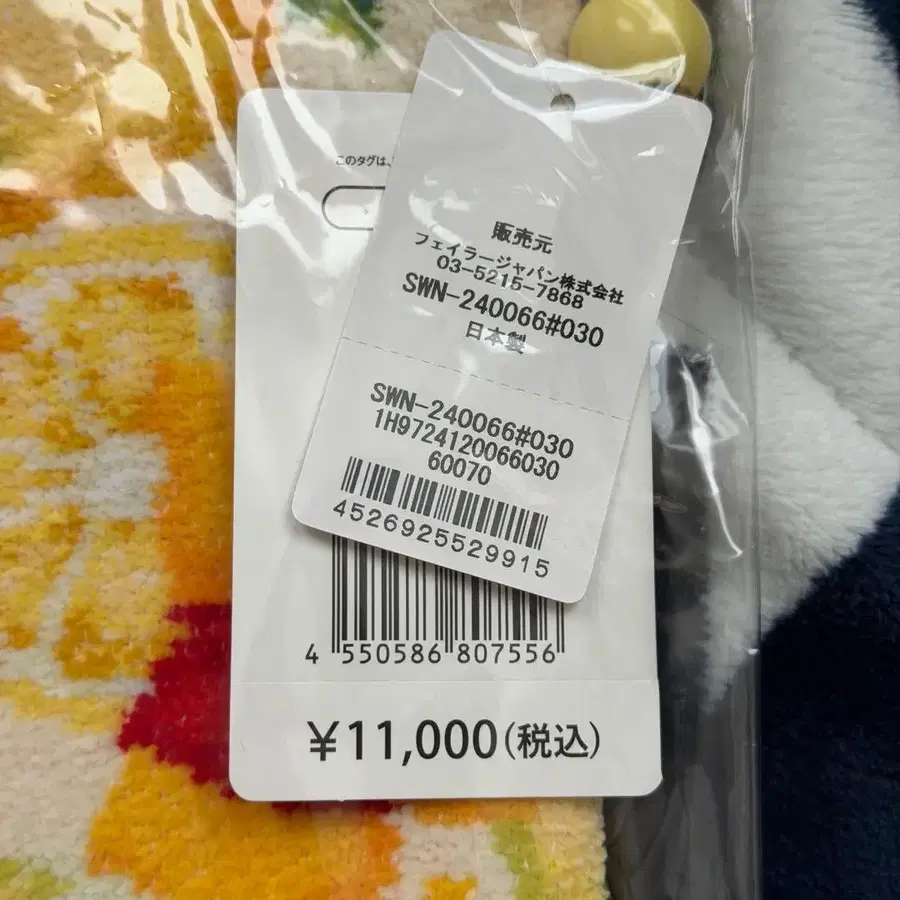 このタグは、
販売元
フェイラージャパン株式会社
03-5215-7868
SWN-240066#030
日本製
SWN-240066#030
1H9724120066030
60070
4526925529915
4 550586 807556
¥11,000(税込)